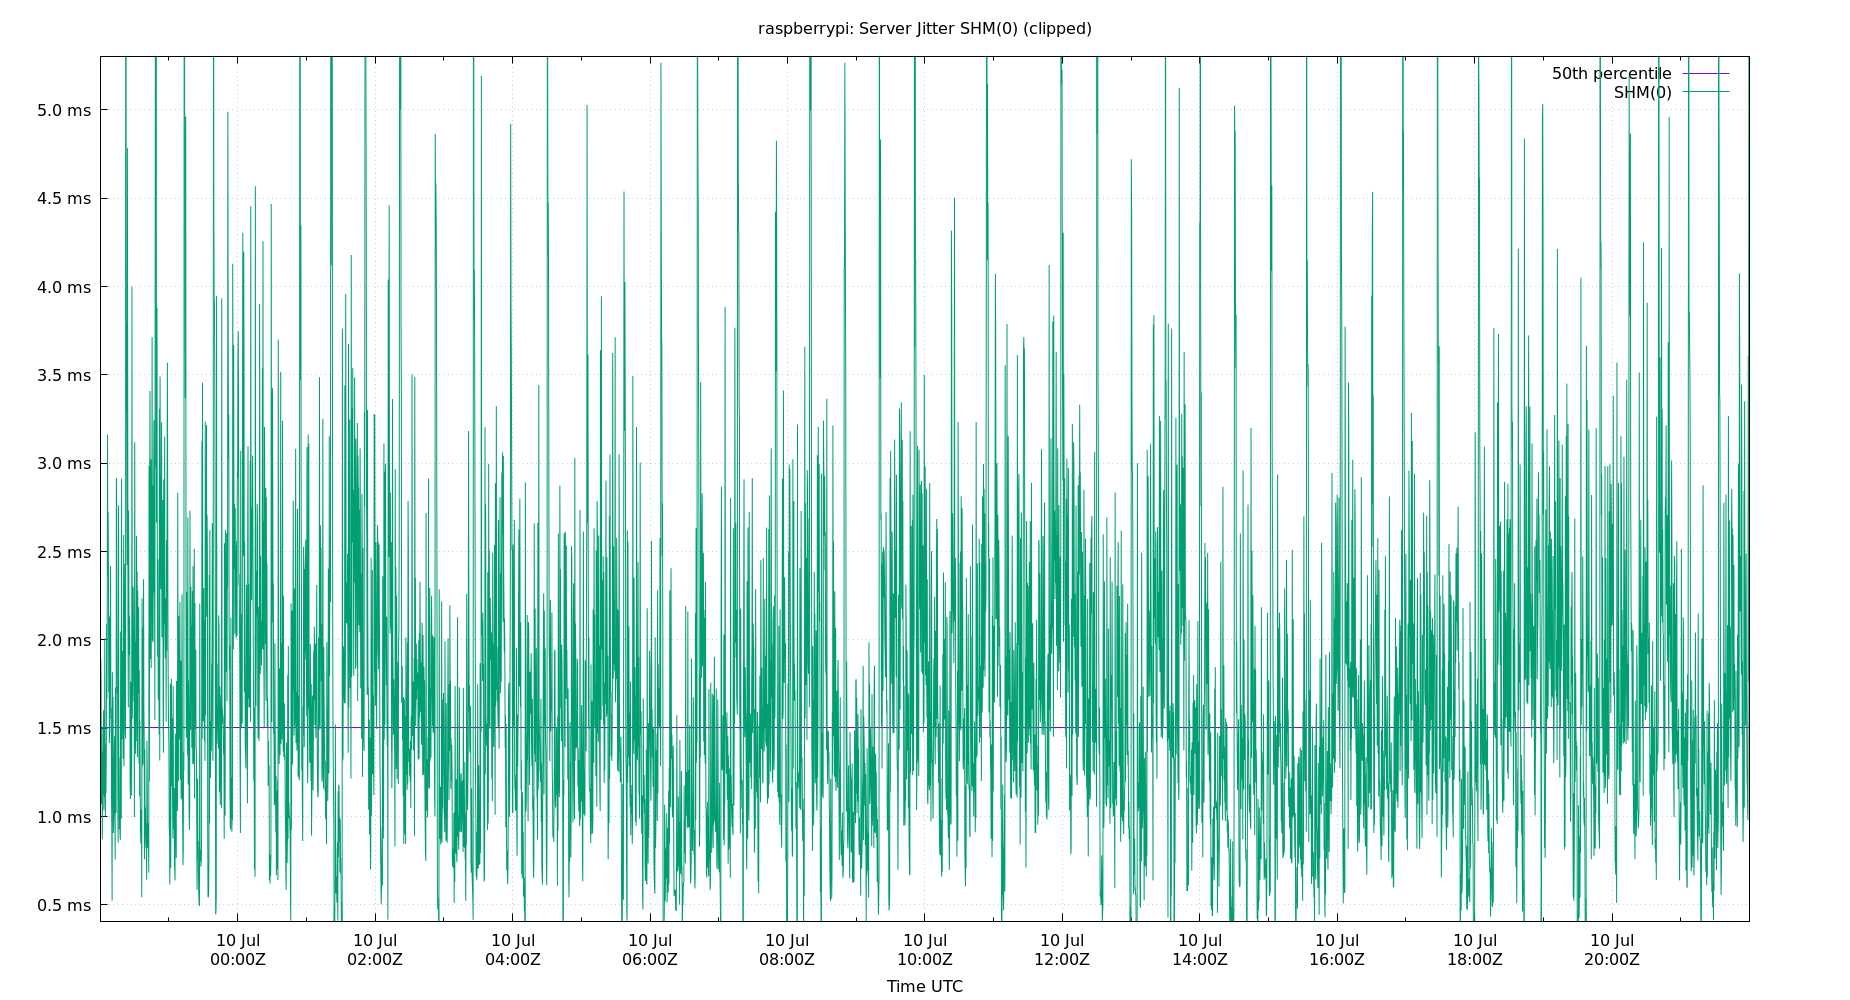 raspberrypi: Server Jitter SHM(0) (clipped)
50th percentile
SHM(0)
5.0 ms
4.5 ms
4.0 ms
3.5 ms
3.0 ms
2.5 ms
2.0 ms
1.5 ms
1.0 ms
0.5 ms
10 Jul 10 Jul 10 Jul 10 Jul 10 Jul 10 Jul 10 Jul 10 Jul 10 Jul 10 Jul 10 Jul
00:00Z 02:00Z 04:00Z 06:00Z 08:00Z 10:00Z 12:00Z 14:00Z 16:00Z 18:00Z 20:00Z
Time UTC